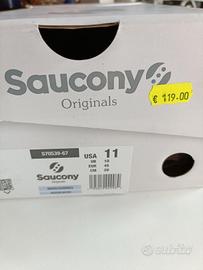 Saucony
Originals
€ 119.00
S70539-67
Saucony
USA 11
UK 10
EUR 45
CM 29
subito